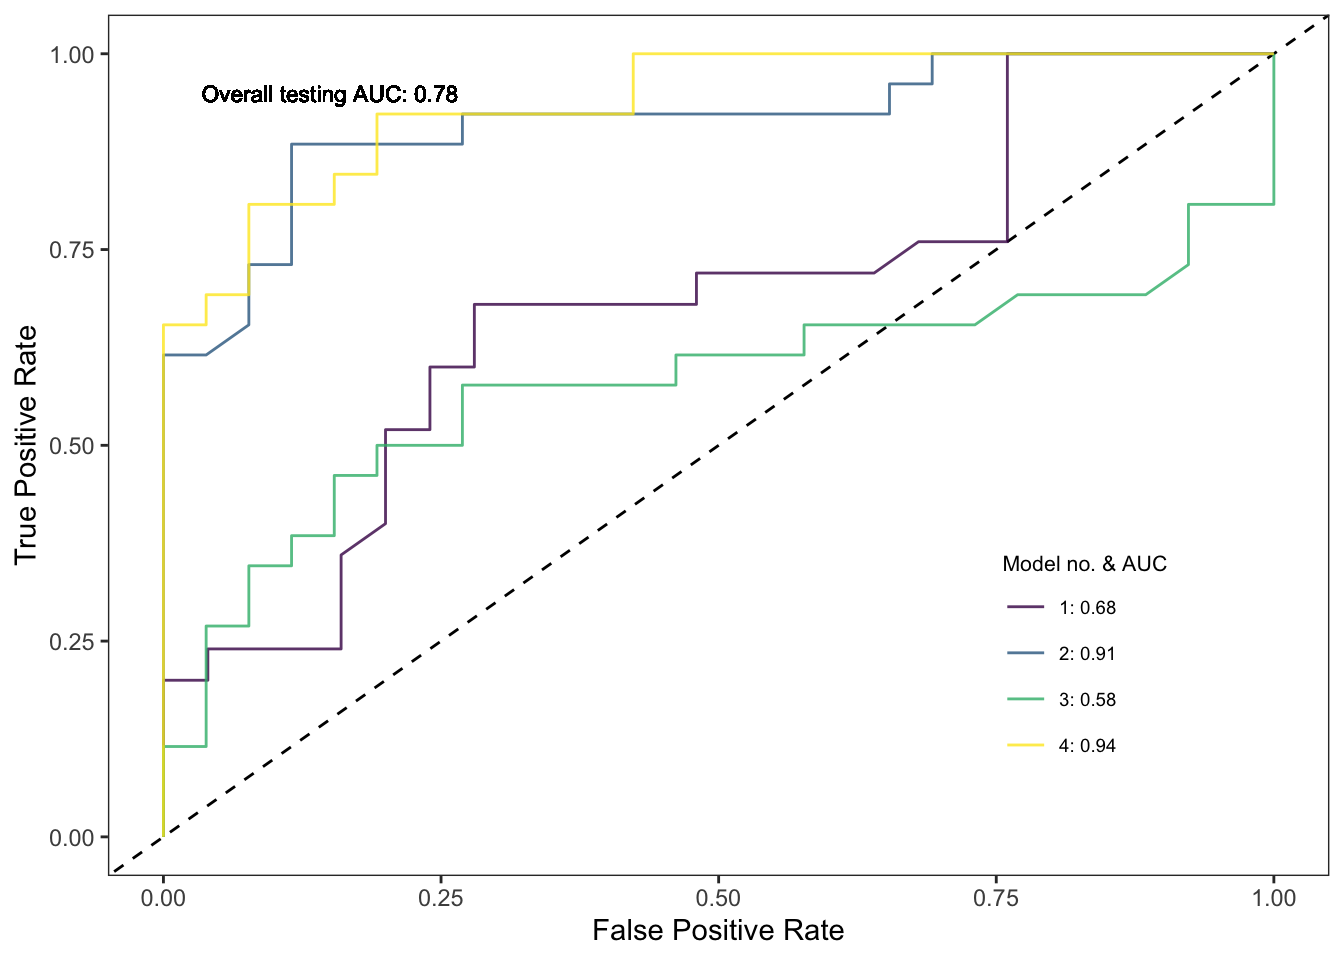 Overall testing AUC: 0.78
True Positive Rate
1.00
0.75
0.50
0.25
0.00
Model no. & AUC
1: 0.68
2: 0.91
3: 0.58
4: 0.94
0.00 0.25 0.50 0.75 1.00
False Positive Rate